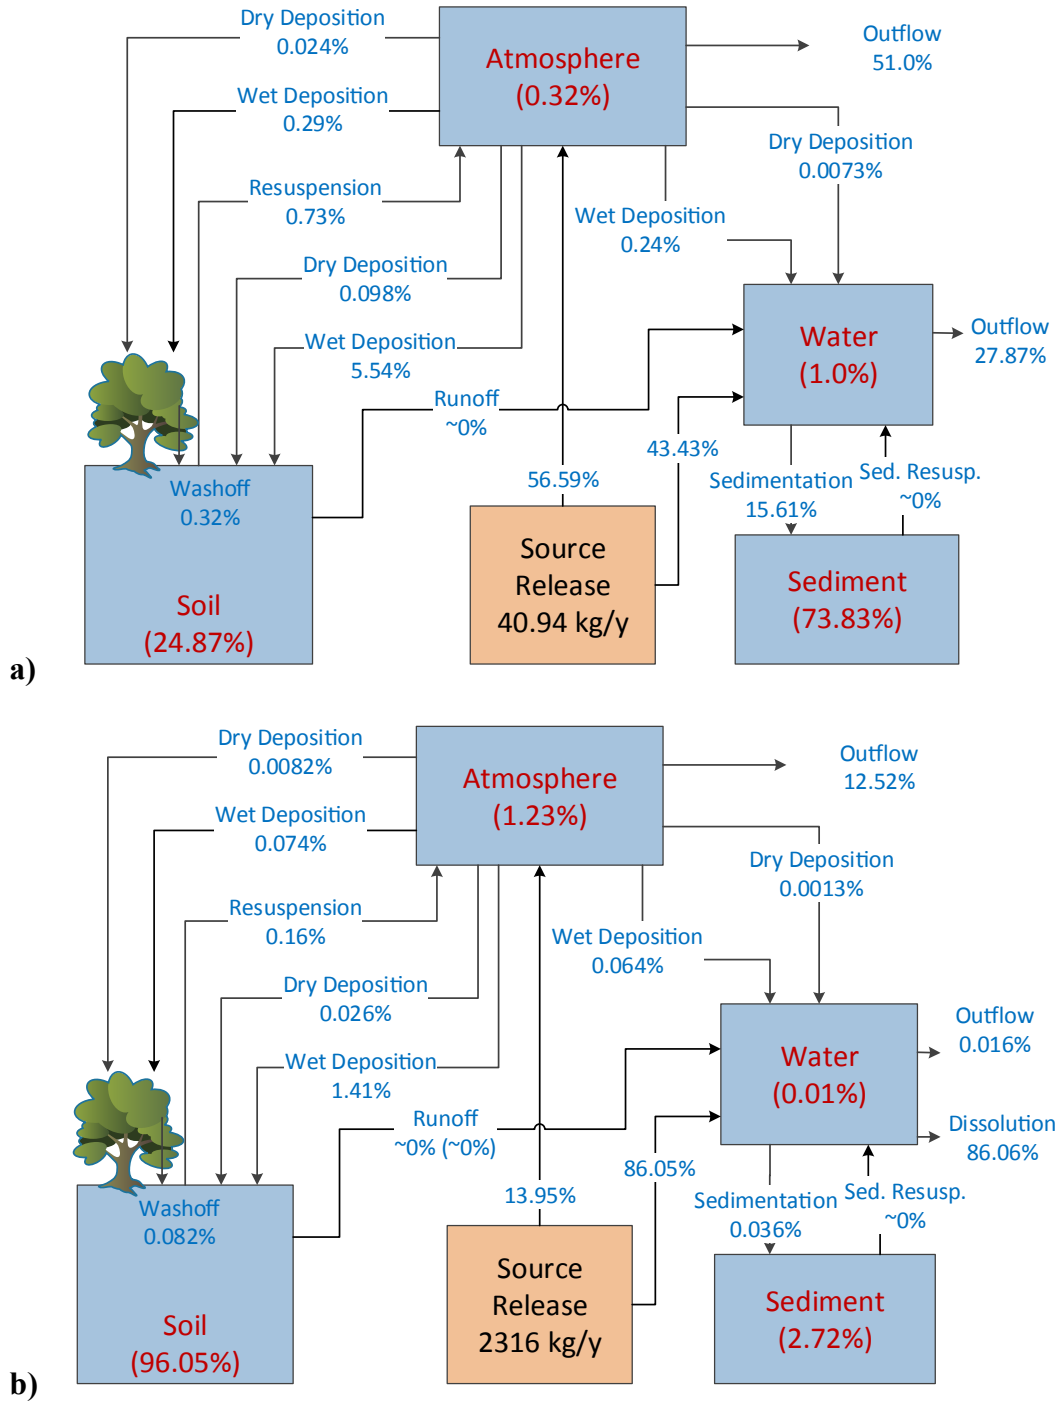 Dry Deposition
0.024%
Atmosphere
(0.32%)
Outflow
51.0%
Wet Deposition
0.29%
Dry Deposition
0.0073%
Resuspension
0.73%
Wet Deposition
0.24%
Dry Deposition
0.098%
Wet Deposition
5.54%
Water
(1.0%)
Outflow
27.87%
Runoff
~0%
43.43%
56.59%
Sedimentation
15.61%
Sed. Resusp.
~0%
Washoff
0.32%
Source
Release
40.94 kg/y
Soil
(24.87%)
Sediment
(73.83%)
a)
Dry Deposition
0.0082%
Atmosphere
(1.23%)
Outflow
12.52%
Wet Deposition
0.074%
Dry Deposition
0.0013%
Resuspension
0.16%
Wet Deposition
0.064%
Dry Deposition
0.026%
Wet Deposition
1.41%
Water
(0.01%)
Outflow
0.016%
Dissolution
86.06%
Runoff
~0% (~0%)
86.05%
13.95%
Sedimentation
0.036%
Sed. Resusp.
~0%
Washoff
0.082%
Source
Release
2316 kg/y
Soil
(96.05%)
Sediment
(2.72%)
b)